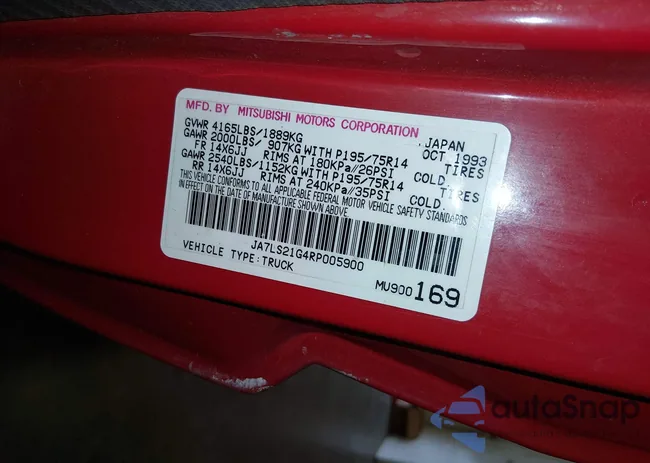 MFD. BY MITSUBISHI MOTORS CORPORATION JAPAN
GVWR 4165LBS/1889KG OCT 1993
GAWR 2000LBS/ 907KG WITH P195/75R14 TIRES
FR 14X6JJ RIMS AT 180KPa//26PSI COLD
GAWR 2540LBS/1152KG WITH P195/75R14 TIRES
RR 14X6JJ RIMS AT 240KPa//35PSI COLD
THIS VEHICLE CONFORMS TO ALL APPLICABLE FEDERAL MOTOR VEHICLE SAFETY STANDARDS
IN EFFECT ON THE DATE OF MANUFACTURE SHOWN ABOVE.
JA7LS21G4RP005900
VEHICLE TYPE:TRUCK
MU900169
autoSnap